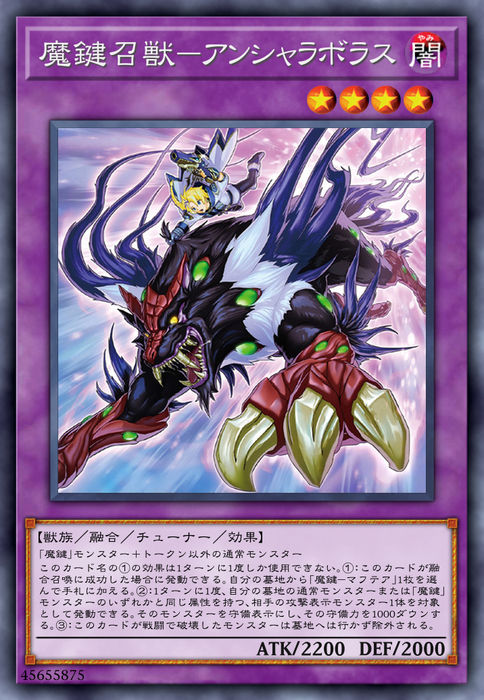 魔鍵召獣－アンシャラボラス
やみ
闇
【獣族／融合／チューナー／効果】
「魔鍵」モンスター＋トークン以外の通常モンスター
このカード名の①の効果は1ターンに1度しか使用できない。①：このカードが融
合召喚に成功した場合に発動できる。自分の墓地から「魔鍵－マフテア」1枚を選
んで手札に加える。②：1ターンに1度、自分の墓地の通常モンスターまたは「魔鍵」
モンスターのいずれかと同じ属性を持つ、相手の攻撃表示モンスター1体を対象
として発動できる。そのモンスターを守備表示にし、その守備力を1000ダウンす
る。③：このカードが戦闘で破壊したモンスターは墓地へは行かず除外される。
ATK/2200 DEF/2000
45655875